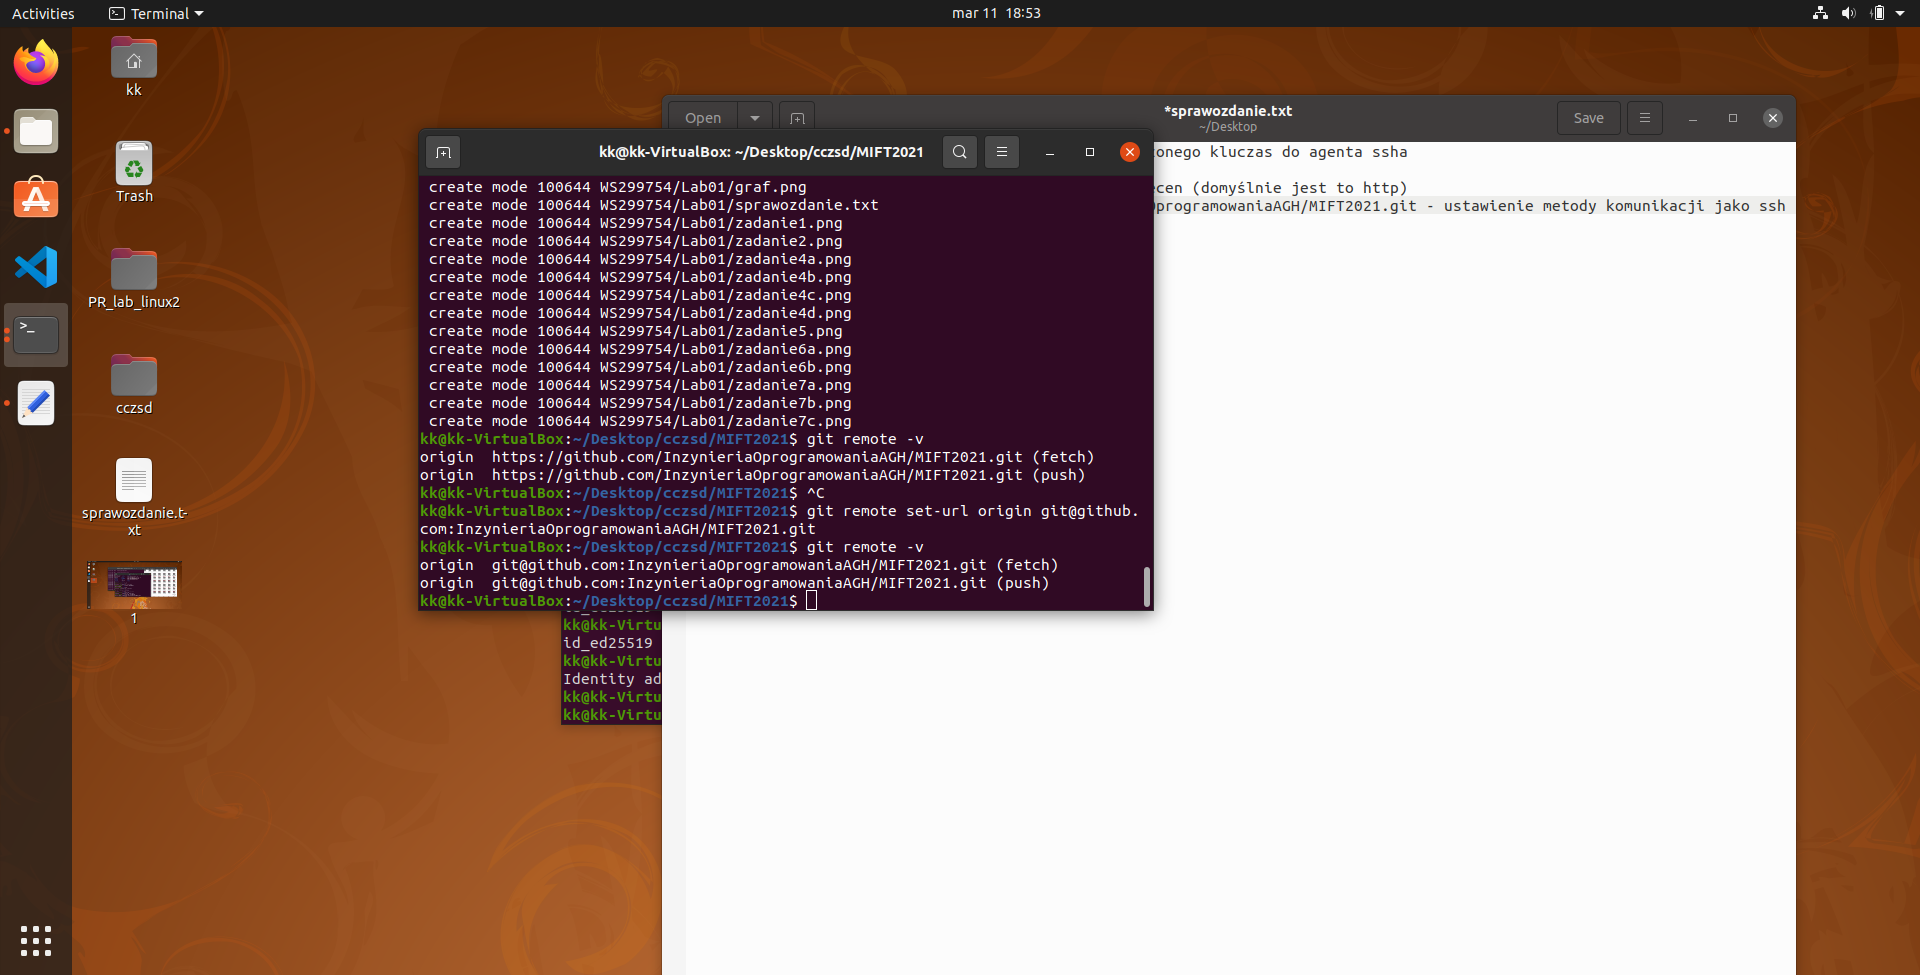 Activities
Terminal
mar 11 18:53
kk
Trash
PR_lab_linux2
cczsd
sprawozdanie.t-
xt
1
Open
*sprawozdanie.txt
~/Desktop
Save
onego kluczas do agenta ssha
cen (domyślnie jest to http)
programowaniaAGH/MIFT2021.git - ustawienie metody komunikacji jako ssh
kk@kk-VirtualBox: ~/Desktop/cczsd/MIFT2021
create mode 100644 WS299754/Lab01/graf.png
create mode 100644 WS299754/Lab01/sprawozdanie.txt
create mode 100644 WS299754/Lab01/zadanie1.png
create mode 100644 WS299754/Lab01/zadanie2.png
create mode 100644 WS299754/Lab01/zadanie4a.png
create mode 100644 WS299754/Lab01/zadanie4b.png
create mode 100644 WS299754/Lab01/zadanie4c.png
create mode 100644 WS299754/Lab01/zadanie4d.png
create mode 100644 WS299754/Lab01/zadanie5.png
create mode 100644 WS299754/Lab01/zadanie6a.png
create mode 100644 WS299754/Lab01/zadanie6b.png
create mode 100644 WS299754/Lab01/zadanie7a.png
create mode 100644 WS299754/Lab01/zadanie7b.png
create mode 100644 WS299754/Lab01/zadanie7c.png
kk@kk-VirtualBox:~/Desktop/cczsd/MIFT2021$ git remote -v
origin  https://github.com/InzynieriaOprogramowaniaAGH/MIFT2021.git (fetch)
origin  https://github.com/InzynieriaOprogramowaniaAGH/MIFT2021.git (push)
kk@kk-VirtualBox:~/Desktop/cczsd/MIFT2021$ ^C
kk@kk-VirtualBox:~/Desktop/cczsd/MIFT2021$ git remote set-url origin git@github.
com:InzynieriaOprogramowaniaAGH/MIFT2021.git
kk@kk-VirtualBox:~/Desktop/cczsd/MIFT2021$ git remote -v
origin  git@github.com:InzynieriaOprogramowaniaAGH/MIFT2021.git (fetch)
origin  git@github.com:InzynieriaOprogramowaniaAGH/MIFT2021.git (push)
kk@kk-VirtualBox:~/Desktop/cczsd/MIFT2021$
kk@kk-Virtu
id_ed25519
kk@kk-Virtu
Identity ad
kk@kk-Virtu
kk@kk-Virtu